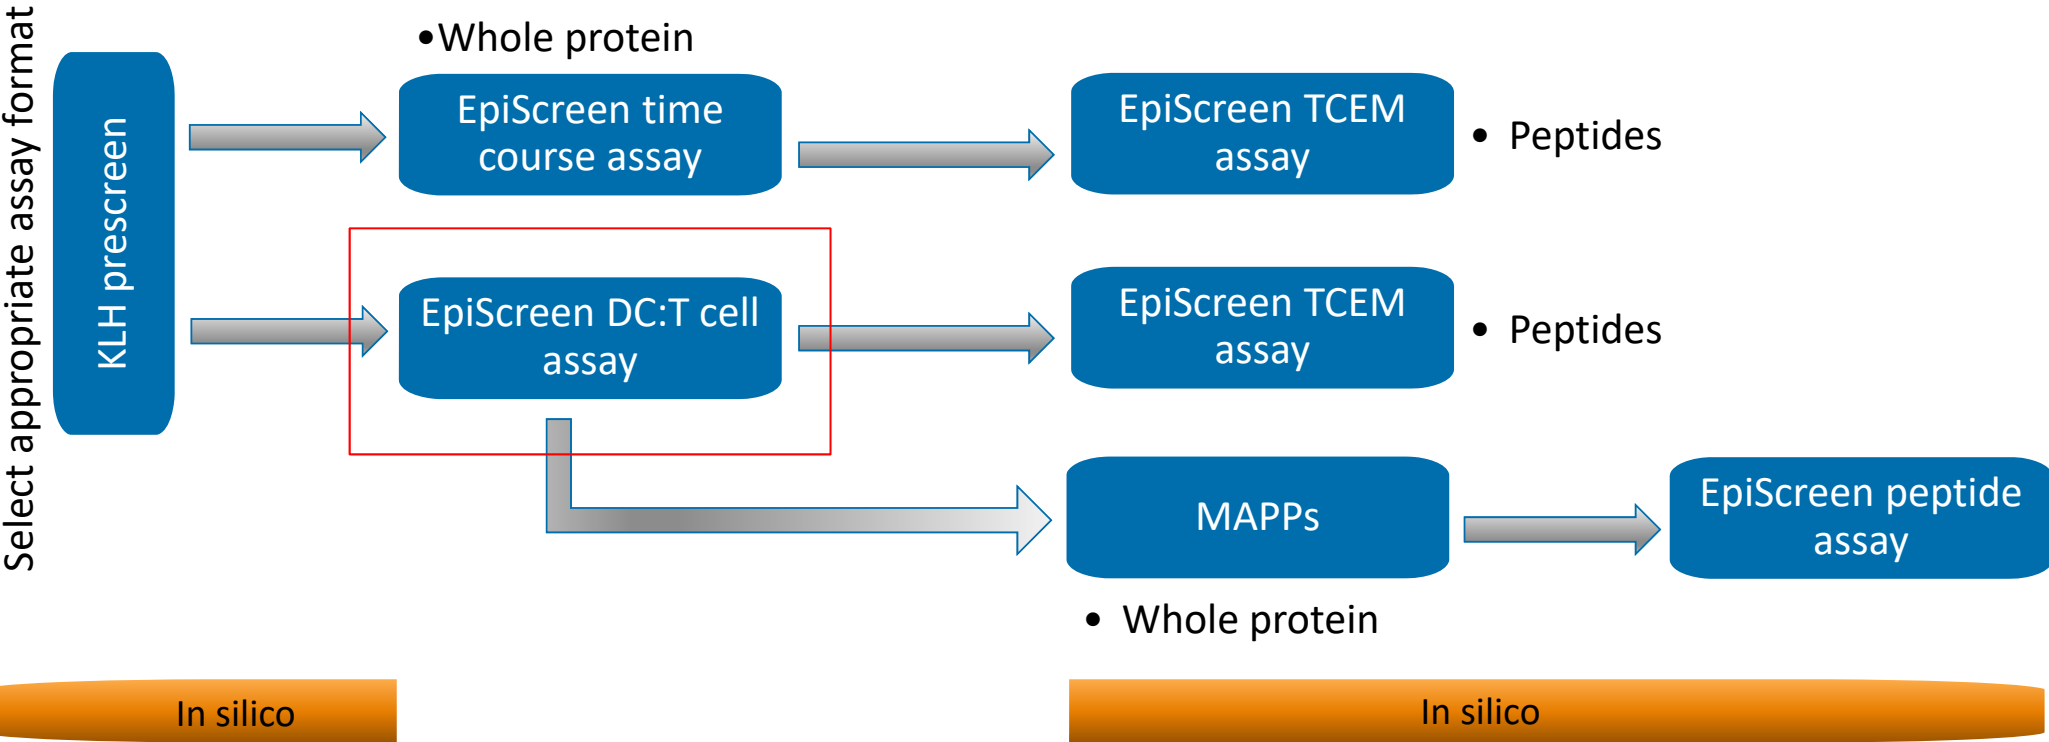 Select appropriate assay format
KLH prescreen
•Whole protein
EpiScreen time
course assay
EpiScreen TCEM
assay
• Peptides
EpiScreen DC:T cell
assay
EpiScreen TCEM
assay
• Peptides
MAPPs
EpiScreen peptide
assay
• Whole protein
In silico
In silico